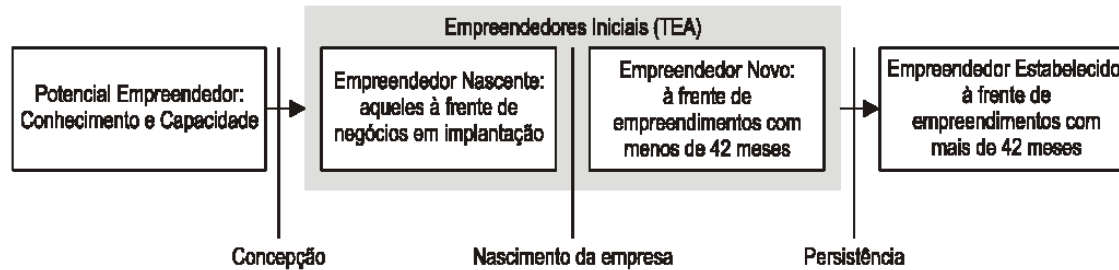 Empreendedores Iniciais (TEA)
Potencial Empreendedor:
Conhecimento e Capacidade
Empreendedor Nascente:
aqueles à frente de
negócios em implantação
Empreendedor Novo:
à frente de
empreendimentos com
menos de 42 meses
Empreendedor Estabelecido
à frente de
empreendimentos com
mais de 42 meses
Concepção
Nascimento da empresa
Persistência